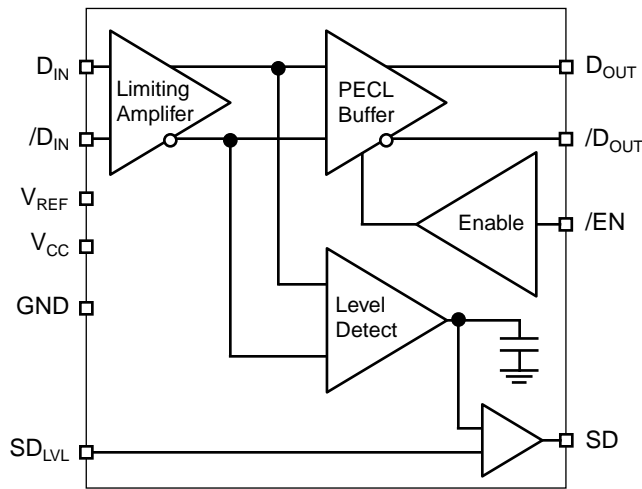 D_IN
Limiting
Amplifer
PECL
Buffer
D_OUT
/D_IN
/D_OUT
V_REF
Enable
/EN
V_CC
GND
Level
Detect
SD_LVL
SD